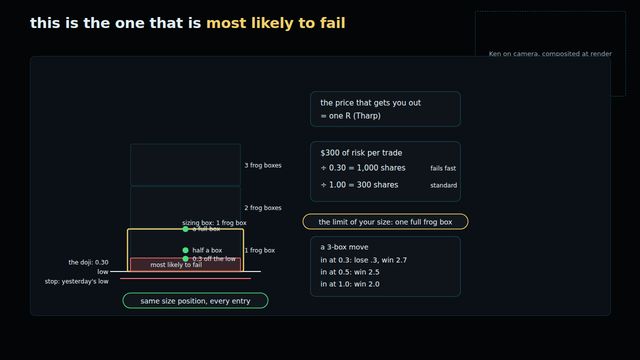 this is the one that is most likely to fail
Ken on camera, composited at render
the price that gets you out
= one R (Tharp)
$300 of risk per trade
÷ 0.30 = 1,000 shares fails fast
÷ 1.00 = 300 shares standard
3 frog boxes
2 frog boxes
sizing box: 1 frog box
a full box
the limit of your size: one full frog box
half a box
1 frog box
0.3 off the low
the doji: 0.30
most likely to fail
low
stop: yesterday's low
a 3-box move
in at 0.3: lose .3, win 2.7
in at 0.5: win 2.5
in at 1.0: win 2.0
same size position, every entry